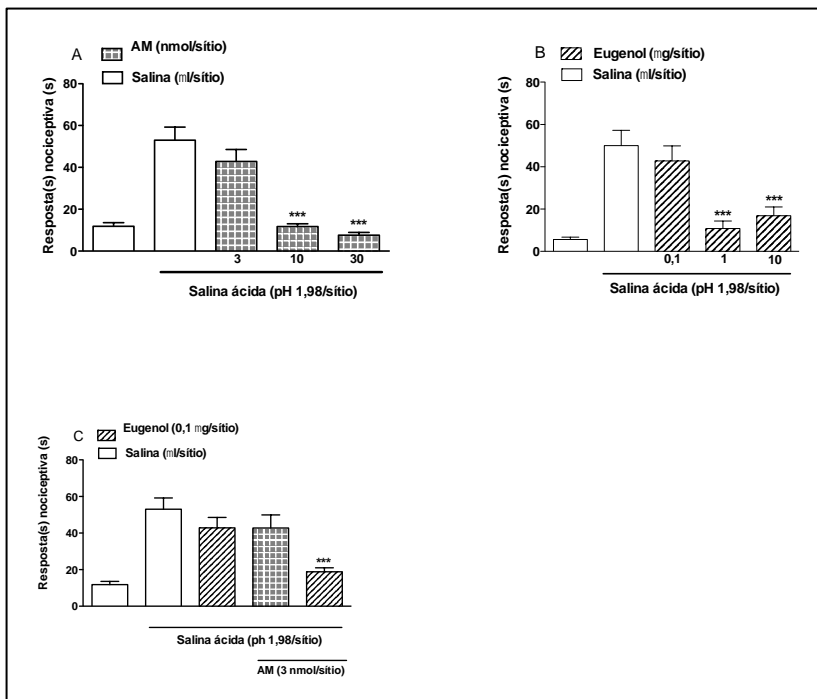 A
AM (nmol/sítio)
Salina (ml/sítio)
Resposta(s) nociceptiva (s)
80
60
40
20
0
***
***
3 10 30
Salina ácida (pH 1,98/sítio)
B
Eugenol (mg/sítio)
Salina (ml/sítio)
Resposta(s) nociceptiva (s)
80
60
40
20
0
***
***
0,1 1 10
Salina ácida (pH 1,98/sítio)
C
Eugenol (0,1 mg/sítio)
Salina (ml/sítio)
Resposta(s) nociceptiva (s)
80
60
40
20
0
***
Salina ácida (ph 1,98/sítio)
AM (3 nmol/sítio)